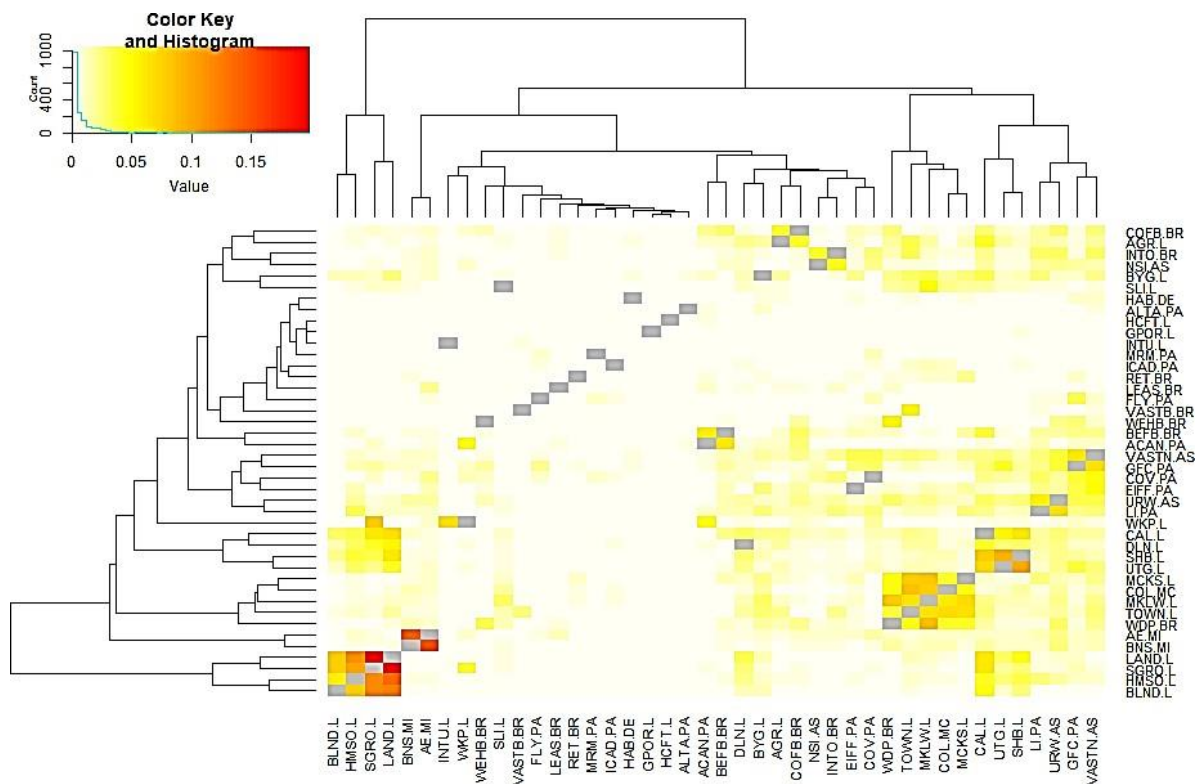 Color Key
and Histogram
Count
0 400 1000
0 0.05 0.1 0.15
Value
COFB.BR
AGR.L
INTO.BR
NSI.AS
BYG.L
SLI.L
HAB.DE
ALTA.PA
HCFT.L
GPOR.L
INTU.L
MRM.PA
ICAD.PA
RET.BR
LEAS.BR
FLY.PA
VASTB.BR
WEHB.BR
BEFB.BR
ACAN.PA
VASTN.AS
GFC.PA
COV.PA
EIFF.PA
URW.AS
LI.PA
WKP.L
CAL.L
DLN.L
SHB.L
UTG.L
MCKS.L
COL.MC
MKLW.L
TOWN.L
WDP.BR
AE.MI
BNS.MI
LAND.L
SGRO.L
HMSO.L
BLND.L
BLND.L
HMSO.L
SGRO.L
LAND.L
BNS.MI
AE.MI
INTU.L
WKP.L
WEHB.BR
SLI.L
VASTB.BR
FLY.PA
LEAS.BR
RET.BR
MRM.PA
ICAD.PA
HAB.DE
GPOR.L
HCFT.L
ALTA.PA
ACAN.PA
BEFB.BR
DLN.L
BYG.L
AGR.L
COFB.BR
NSI.AS
INTO.BR
EIFF.PA
COV.PA
WDP.BR
TOWN.L
MKLW.L
COL.MC
MCKS.L
CAL.L
UTG.L
SHB.L
LI.PA
URW.AS
GFC.PA
VASTN.AS